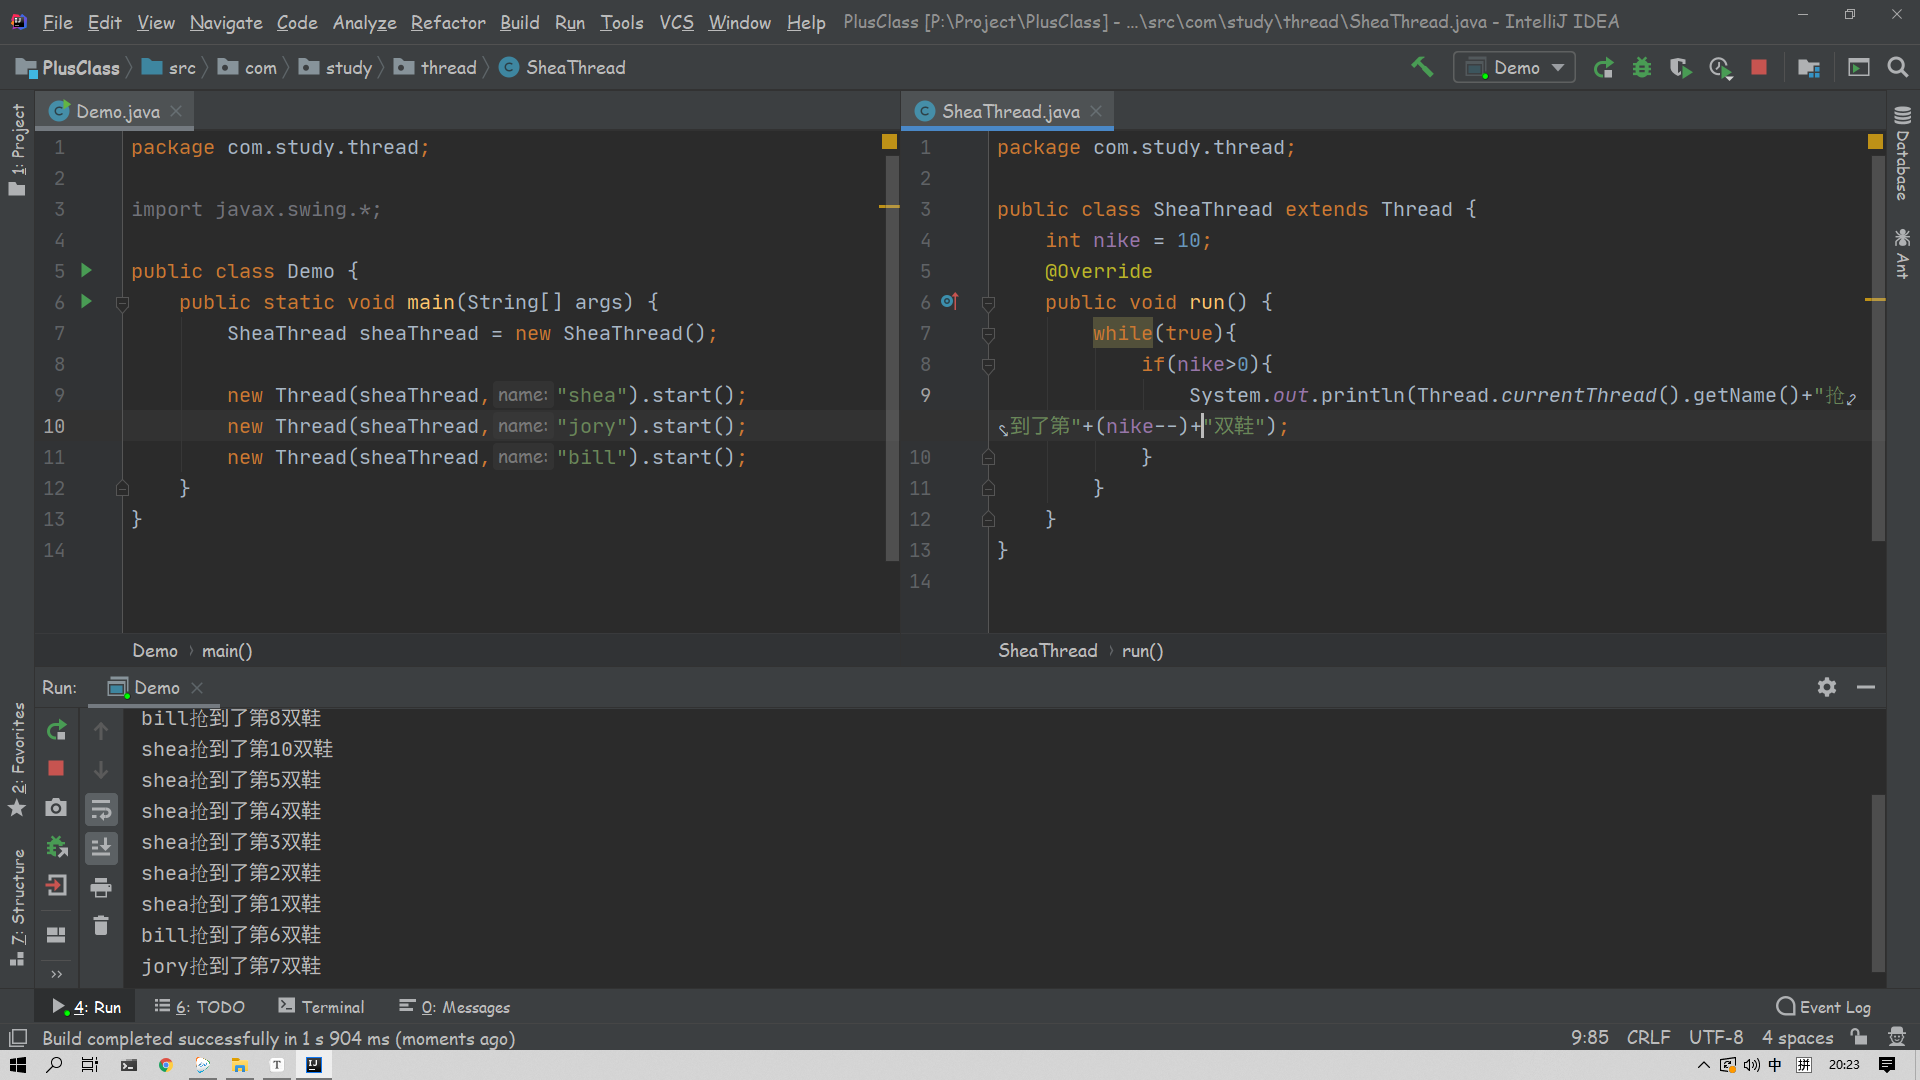 File Edit View Navigate Code Analyze Refactor Build Run Tools VCS Window Help PlusClass [P:\Project\PlusClass] - ...\src\com\study\thread\SheaThread.java - IntelliJ IDEA
PlusClass src com study thread SheaThread Demo
1: Project
Demo.java
1 package com.study.thread;
2
3 import javax.swing.*;
4
5 public class Demo {
6 public static void main(String[] args) {
7 SheaThread sheaThread = new SheaThread();
8
9 new Thread(sheaThread, name: "shea").start();
10 new Thread(sheaThread, name: "jory").start();
11 new Thread(sheaThread, name: "bill").start();
12 }
13 }
14
Demo › main()
SheaThread.java
1 package com.study.thread;
2
3 public class SheaThread extends Thread {
4 int nike = 10;
5 @Override
6 public void run() {
7 while(true){
8 if(nike>0){
9 System.out.println(Thread.currentThread().getName()+"抢
到了第"+(nike--)+"双鞋");
10 }
11 }
12 }
13 }
14
SheaThread › run()
Database
Ant
2: Favorites
7: Structure
Run: Demo
bill抢到了第8双鞋
shea抢到了第10双鞋
shea抢到了第5双鞋
shea抢到了第4双鞋
shea抢到了第3双鞋
shea抢到了第2双鞋
shea抢到了第1双鞋
bill抢到了第6双鞋
jory抢到了第7双鞋
4: Run 6: TODO Terminal 0: Messages Event Log
Build completed successfully in 1 s 904 ms (moments ago) 9:85 CRLF UTF-8 4 spaces
中 拼 20:23